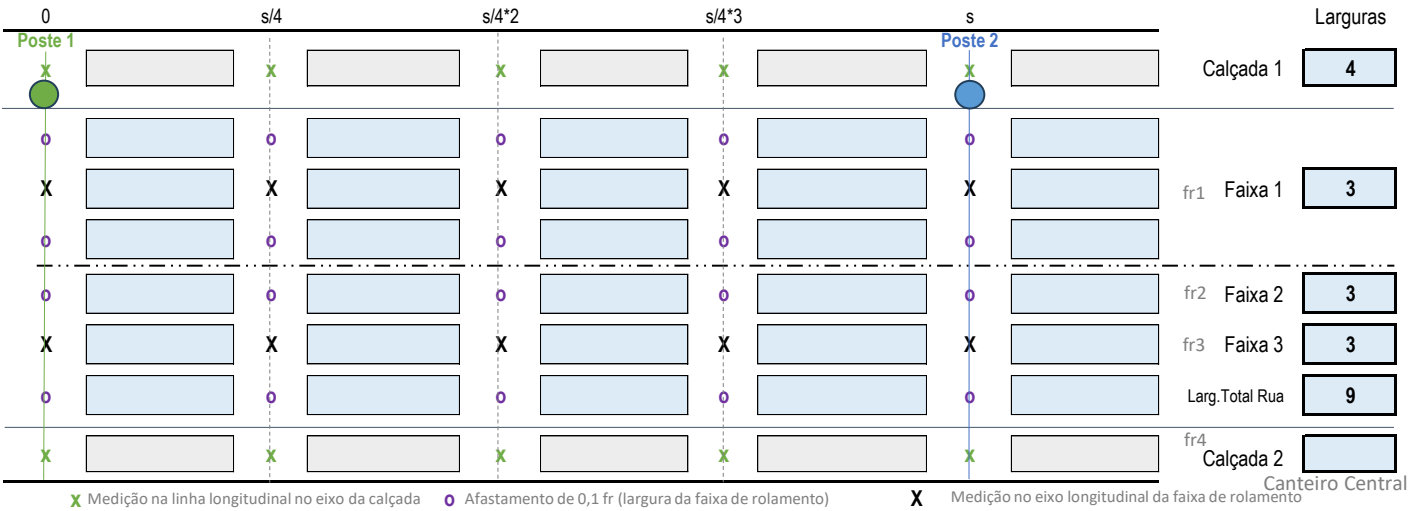 0 s/4 s/4*2 s/4*3 s Larguras
Poste 1 Poste 2
x x x x x Calçada 1 4
o o o o o
X X X X X fr1 Faixa 1 3
o o o o o
o o o o o fr2 Faixa 2 3
X X X X X fr3 Faixa 3 3
o o o o o Larg.Total Rua 9
fr4
x x x x x Calçada 2
Canteiro Central
x Medição na linha longitudinal no eixo da calçada o Afastamento de 0,1 fr (largura da faixa de rolamento) X Medição no eixo longitudinal da faixa de rolamento